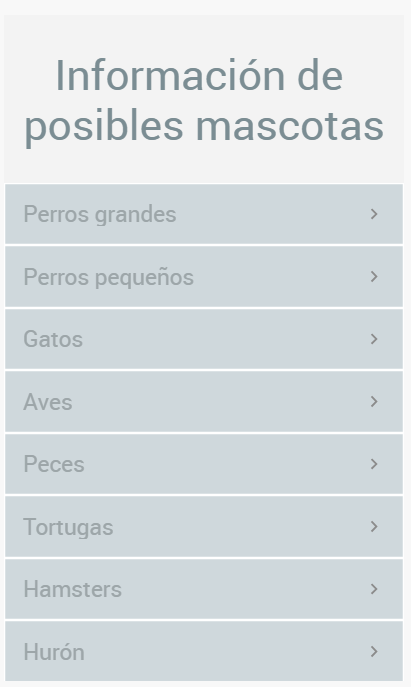 Información de
posibles mascotas
Perros grandes
Perros pequeños
Gatos
Aves
Peces
Tortugas
Hamsters
Hurón